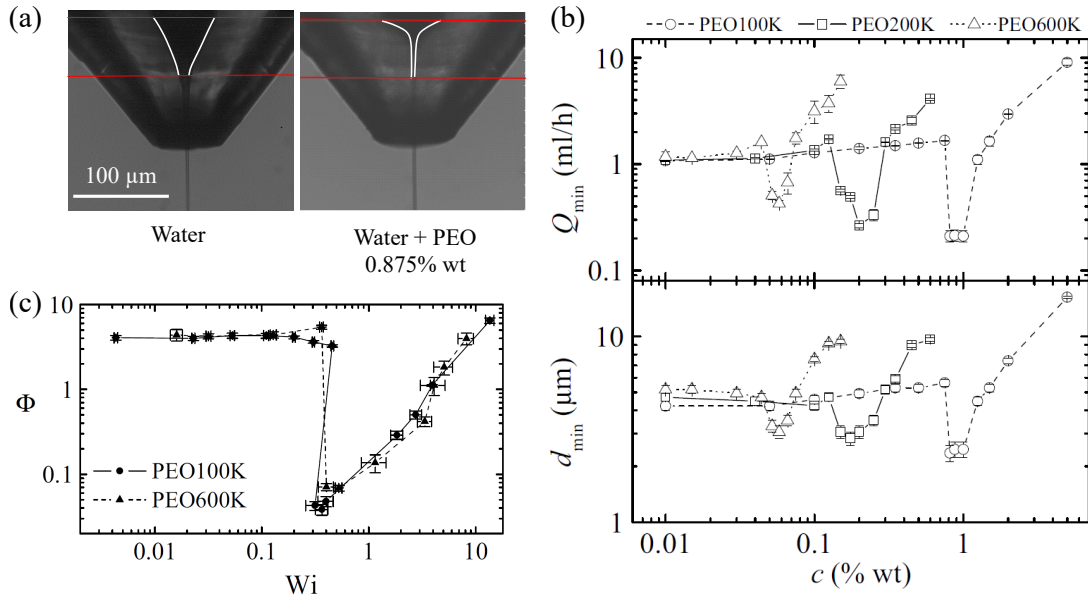 (a)
100 µm
Water
Water + PEO
0.875% wt
(b)
PEO100K PEO200K PEO600K
10
1
0.1
Q_min (ml/h)
10
1
d_min (µm)
0.01 0.1 1
c (% wt)
(c)
10
1
0.1
Φ
PEO100K
PEO600K
0.01 0.1 1 10
Wi